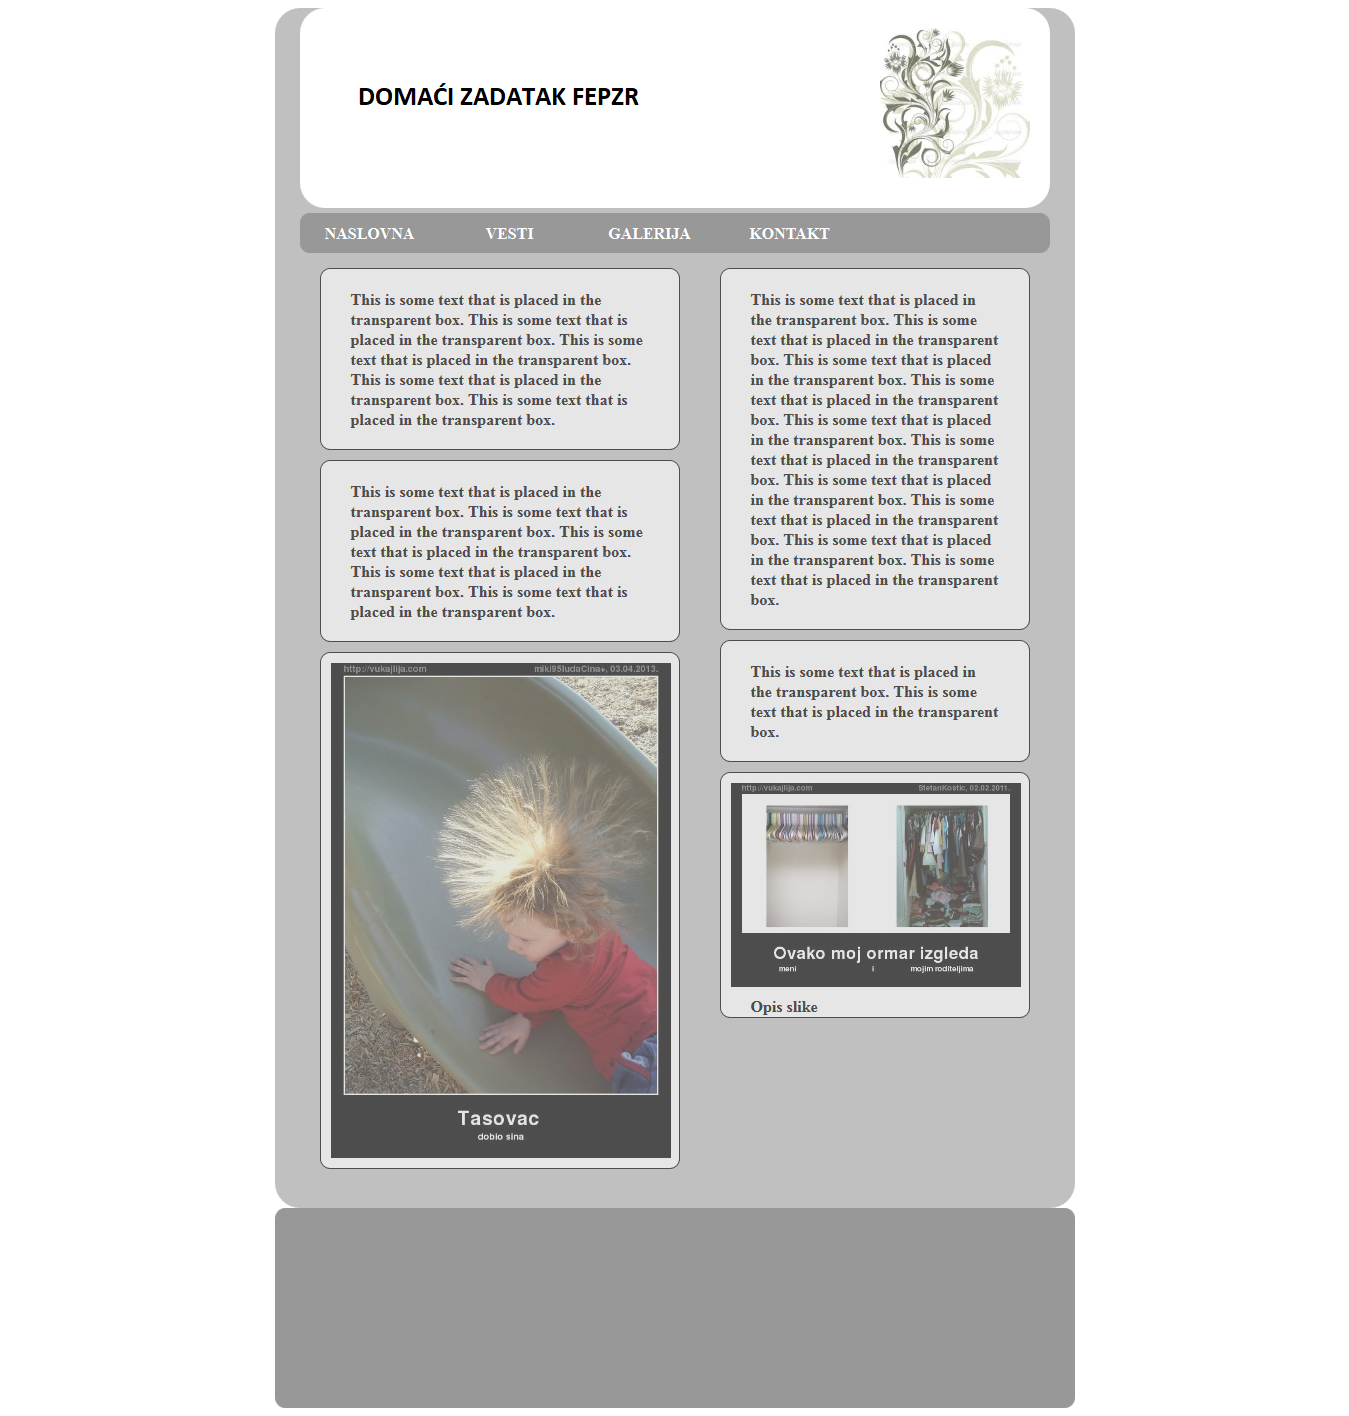 DOMAĆI ZADATAK FEPZR
NASLOVNA VESTI GALERIJA KONTAKT
This is some text that is placed in the
transparent box. This is some text that is
placed in the transparent box. This is some
text that is placed in the transparent box.
This is some text that is placed in the
transparent box. This is some text that is
placed in the transparent box.
This is some text that is placed in the
transparent box. This is some text that is
placed in the transparent box. This is some
text that is placed in the transparent box.
This is some text that is placed in the
transparent box. This is some text that is
placed in the transparent box.
http://vukajlija.com miki95ludaCina+, 03.04.2013.
Tasovac
dobio sina
This is some text that is placed in
the transparent box. This is some
text that is placed in the transparent
box. This is some text that is placed
in the transparent box. This is some
text that is placed in the transparent
box. This is some text that is placed
in the transparent box. This is some
text that is placed in the transparent
box. This is some text that is placed
in the transparent box. This is some
text that is placed in the transparent
box. This is some text that is placed
in the transparent box. This is some
text that is placed in the transparent
box.
This is some text that is placed in
the transparent box. This is some
text that is placed in the transparent
box.
http://vukajlija.com StefanKostic, 02.02.2011.
Ovako moj ormar izgleda
meni i mojim roditeljima
Opis slike